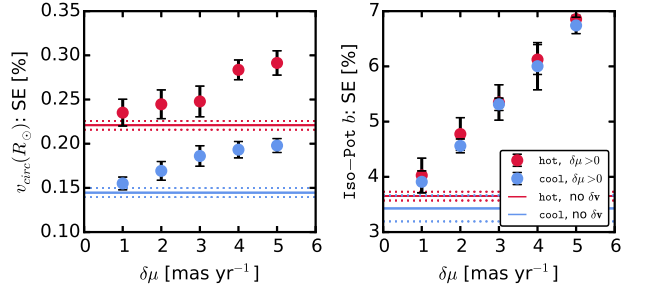 v_circ(R_⊙): SE [%]
0.35
0.30
0.25
0.20
0.15
0.10
0 1 2 3 4 5 6
δμ [mas yr⁻¹]
Iso−Pot b: SE [%]
7
6
5
4
3
0 1 2 3 4 5 6
δμ [mas yr⁻¹]
hot, δμ>0
cool, δμ>0
hot, no δv
cool, no δv